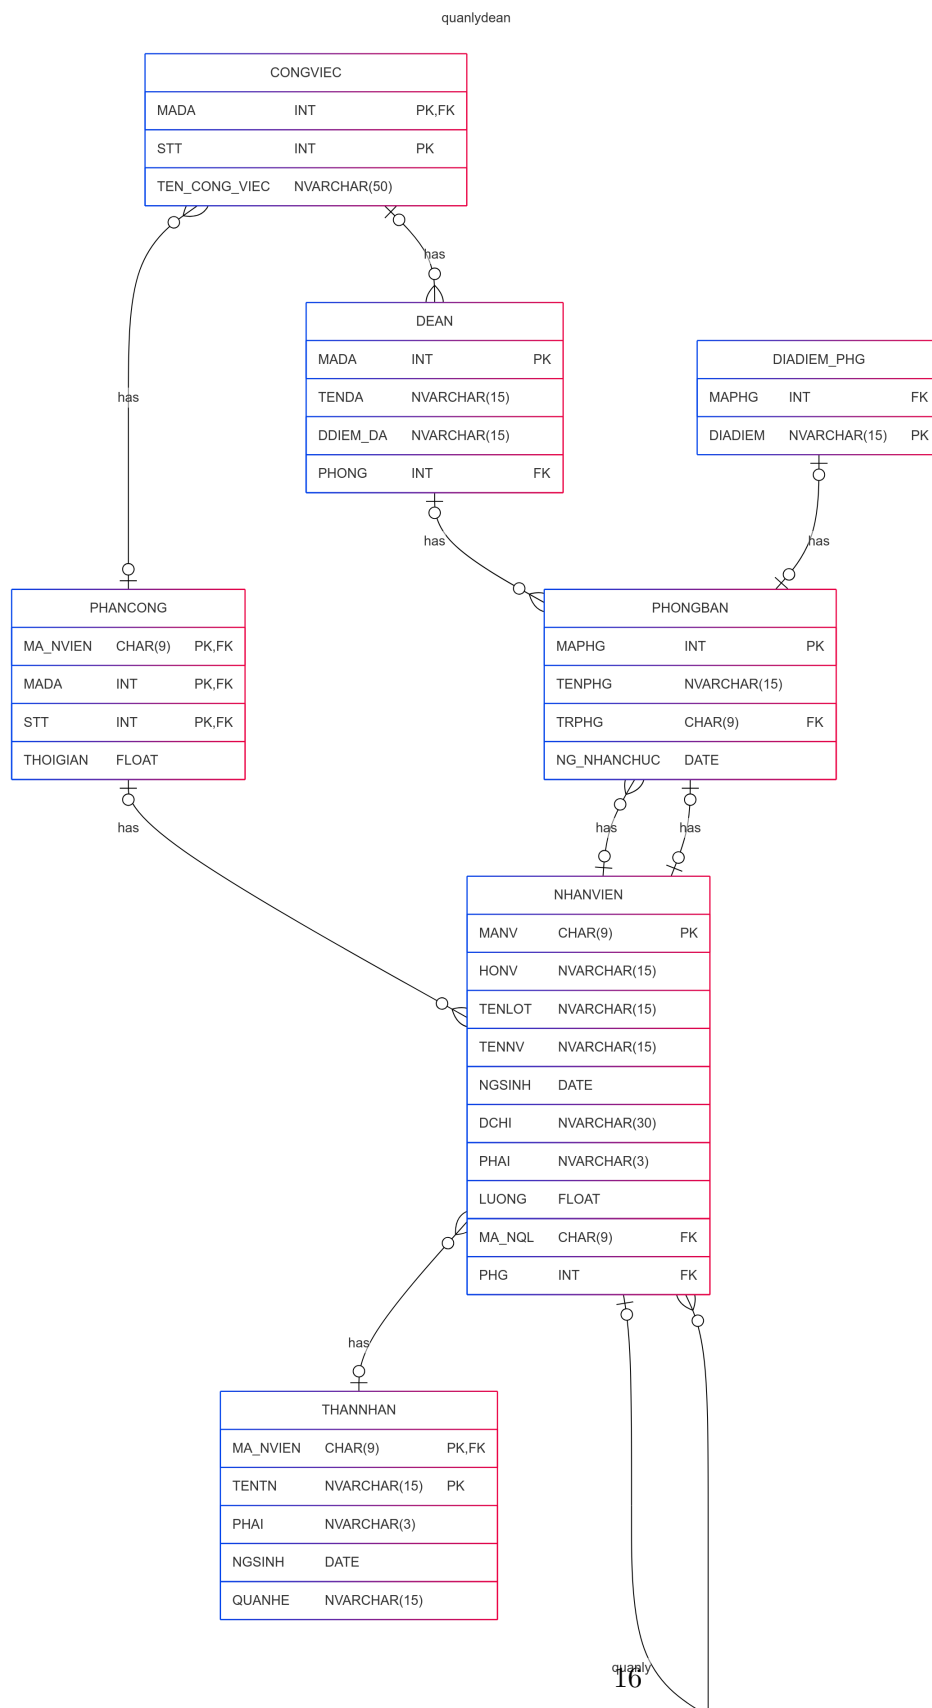 quanlydean
CONGVIEC
MADA INT PK,FK
STT INT PK
TEN_CONG_VIEC NVARCHAR(50)
has
DEAN
MADA INT PK
TENDA NVARCHAR(15)
DDIEM_DA NVARCHAR(15)
PHONG INT FK
DIADIEM_PHG
MAPHG INT FK
DIADIEM NVARCHAR(15) PK
has
has
has
PHANCONG
MA_NVIEN CHAR(9) PK,FK
MADA INT PK,FK
STT INT PK,FK
THOIGIAN FLOAT
PHONGBAN
MAPHG INT PK
TENPHG NVARCHAR(15)
TRPHG CHAR(9) FK
NG_NHANCHUC DATE
has
has
has
NHANVIEN
MANV CHAR(9) PK
HONV NVARCHAR(15)
TENLOT NVARCHAR(15)
TENNV NVARCHAR(15)
NGSINH DATE
DCHI NVARCHAR(30)
PHAI NVARCHAR(3)
LUONG FLOAT
MA_NQL CHAR(9) FK
PHG INT FK
has
THANNHAN
MA_NVIEN CHAR(9) PK,FK
TENTN NVARCHAR(15) PK
PHAI NVARCHAR(3)
NGSINH DATE
QUANHE NVARCHAR(15)
quanly
16